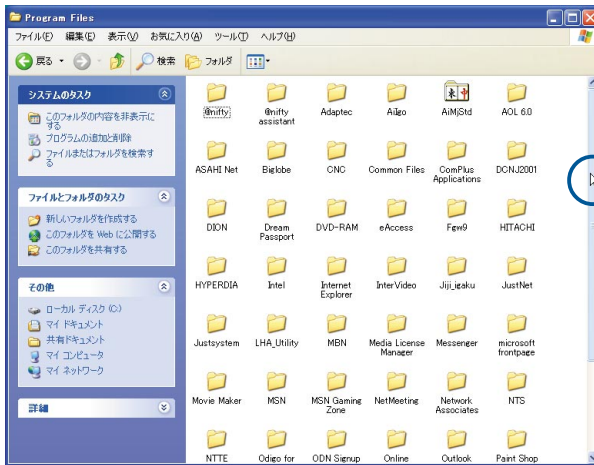 Program Files
ファイル(F) 編集(E) 表示(V) お気に入り(A) ツール(T) ヘルプ(H)
戻る 検索 フォルダ
システムのタスク
このフォルダの内容を非表示に
する
プログラムの追加と削除
ファイルまたはフォルダを検索す
る
ファイルとフォルダのタスク
新しいフォルダを作成する
このフォルダを Web に公開する
このフォルダを共有する
その他
ローカル ディスク (C:)
マイ ドキュメント
共有ドキュメント
マイ コンピュータ
マイ ネットワーク
詳細
@nifty
@nifty
assistant
Adaptec
Ailgo
AiMjStd
AOL 6.0
ASAHI Net
Biglobe
CNC
Common Files
ComPlus
Applications
DCNJ2001
DION
Dream
Passport
DVD-RAM
eAccess
Fgw9
HITACHI
HYPERDIA
Intel
Internet
Explorer
InterVideo
Jiji_igaku
JustNet
Justsystem
LHA_Utility
MBN
Media License
Manager
Messenger
microsoft
frontpage
Movie Maker
MSN
MSN Gaming
Zone
NetMeeting
Network
Associates
NTS
NTTE
Odigo for
ODN Signup
Online
Outlook
Paint Shop